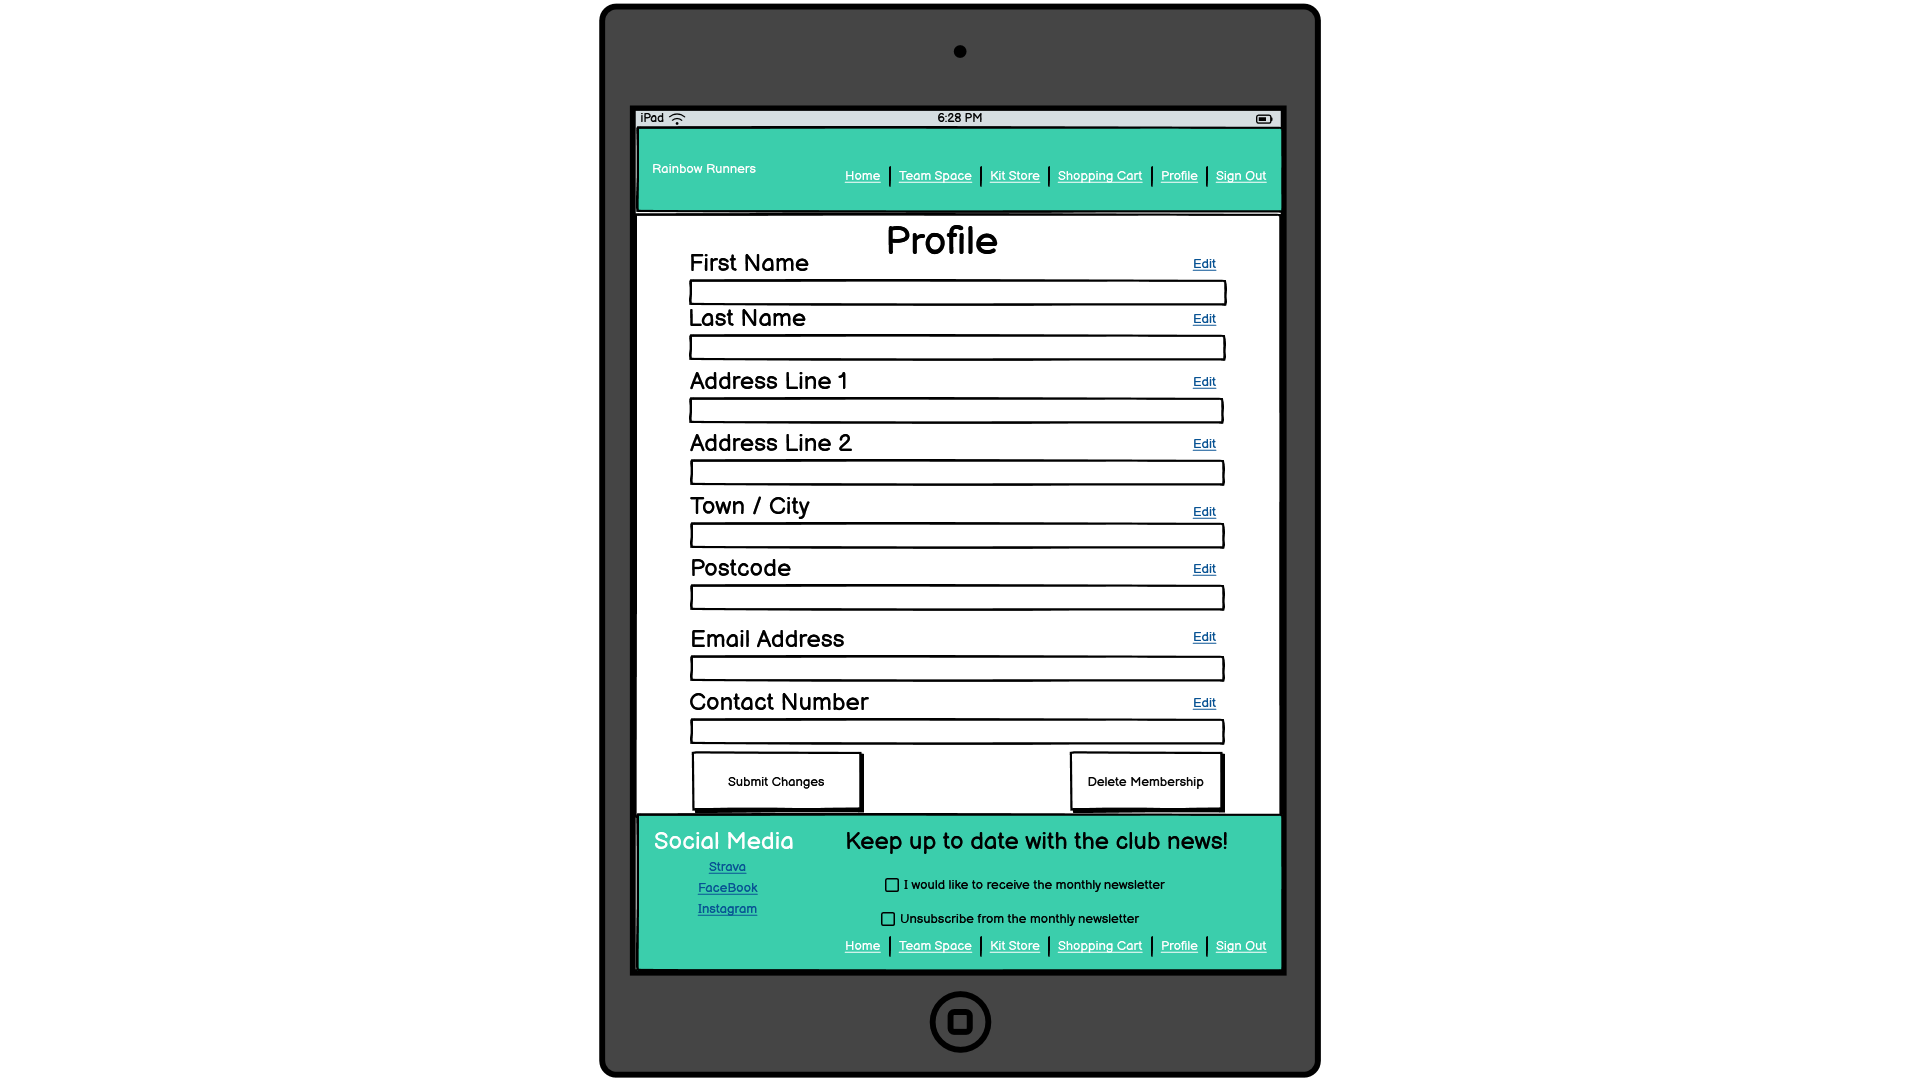 iPad 6:28 PM
Rainbow Runners
Home Team Space Kit Store Shopping Cart Profile Sign Out
Profile
First Name Edit
Last Name Edit
Address Line 1 Edit
Address Line 2 Edit
Town / City Edit
Postcode Edit
Email Address Edit
Contact Number Edit
Submit Changes Delete Membership
Social Media
Strava
FaceBook
Instagram
Keep up to date with the club news!
I would like to receive the monthly newsletter
Unsubscribe from the monthly newsletter
Home Team Space Kit Store Shopping Cart Profile Sign Out